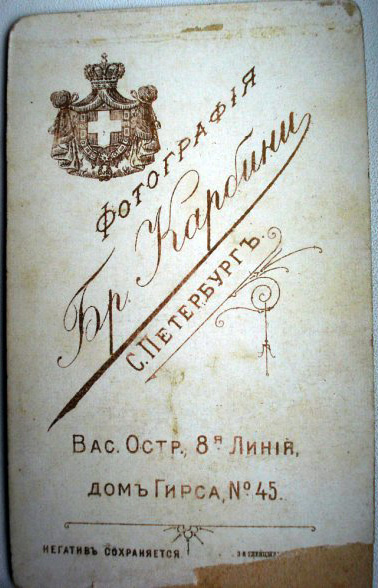 ФОТОГРАФІЯ
Бр. Карбини
С. ПЕТЕРБУРГЪ.
ВАС. ОСТР., 8Я ЛИНІЯ,
ДОМЪ ГИРСА, №45.
НЕГАТИВЪ СОХРАНЯЕТСЯ